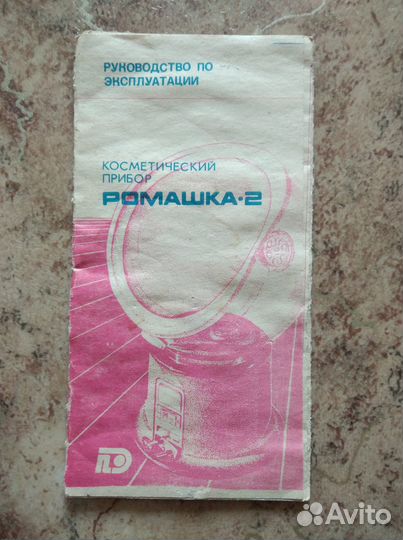 РУКОВОДСТВО ПО
ЭКСПЛУАТАЦИИ
КОСМЕТИЧЕСКИЙ
ПРИБОР
РОМАШКА-2
Avito